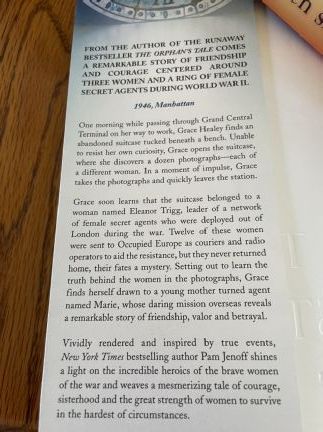 FROM THE AUTHOR OF THE RUNAWAY
BESTSELLER THE ORPHAN'S TALE COMES
A REMARKABLE STORY OF FRIENDSHIP
AND COURAGE CENTERED AROUND
THREE WOMEN AND A RING OF FEMALE
SECRET AGENTS DURING WORLD WAR II.
1946, Manhattan
One morning while passing through Grand Central
Terminal on her way to work, Grace Healey finds an
abandoned suitcase tucked beneath a bench. Unable
to resist her own curiosity, Grace opens the suitcase,
where she discovers a dozen photographs—each of
a different woman. In a moment of impulse, Grace
takes the photographs and quickly leaves the station.
Grace soon learns that the suitcase belonged to a
woman named Eleanor Trigg, leader of a network
of female secret agents who were deployed out of
London during the war. Twelve of these women
were sent to Occupied Europe as couriers and radio
operators to aid the resistance, but they never returned
home, their fates a mystery. Setting out to learn the
truth behind the women in the photographs, Grace
finds herself drawn to a young mother turned agent
named Marie, whose daring mission overseas reveals
a remarkable story of friendship, valor and betrayal.
Vividly rendered and inspired by true events,
New York Times bestselling author Pam Jenoff shines
a light on the incredible heroics of the brave women
of the war and weaves a mesmerizing tale of courage,
sisterhood and the great strength of women to survive
in the hardest of circumstances.